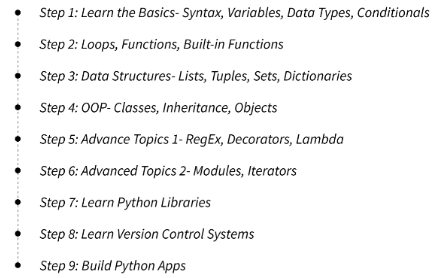 Step 1: Learn the Basics- Syntax, Variables, Data Types, Conditionals
Step 2: Loops, Functions, Built-in Functions
Step 3: Data Structures- Lists, Tuples, Sets, Dictionaries
Step 4: OOP- Classes, Inheritance, Objects
Step 5: Advance Topics 1- RegEx, Decorators, Lambda
Step 6: Advanced Topics 2- Modules, Iterators
Step 7: Learn Python Libraries
Step 8: Learn Version Control Systems
Step 9: Build Python Apps